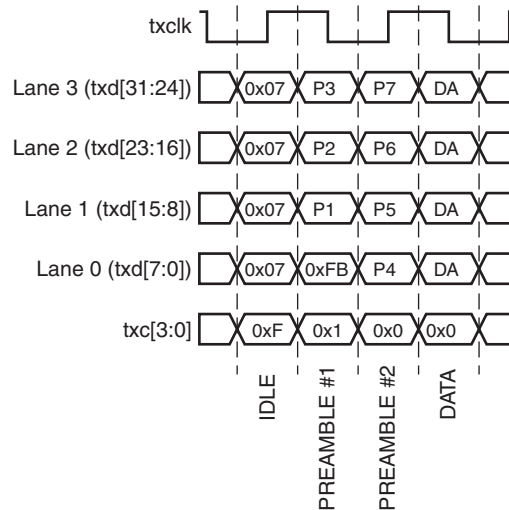 txclk
Lane 3 (txd[31:24]) 0x07 P3 P7 DA
Lane 2 (txd[23:16]) 0x07 P2 P6 DA
Lane 1 (txd[15:8]) 0x07 P1 P5 DA
Lane 0 (txd[7:0]) 0x07 0xFB P4 DA
txc[3:0] 0xF 0x1 0x0 0x0
IDLE
PREAMBLE #1
PREAMBLE #2
DATA